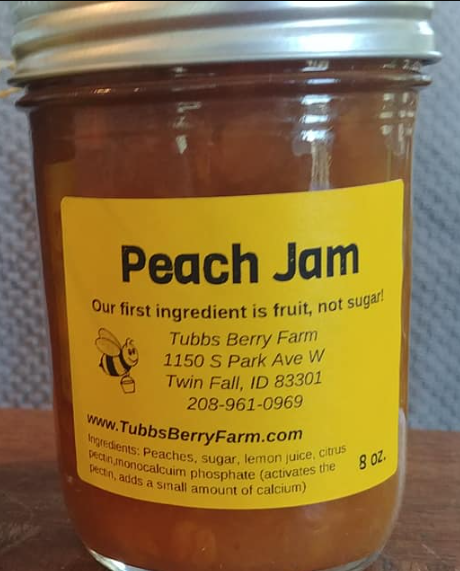 Peach Jam
Our first ingredient is fruit, not sugar!
Tubbs Berry Farm
1150 S Park Ave W
Twin Fall, ID 83301
208-961-0969
www.TubbsBerryFarm.com
Ingredients: Peaches, sugar, lemon juice, citrus
pectin,monocalcuim phosphate (activates the
pectin, adds a small amount of calcium)
8 oz.